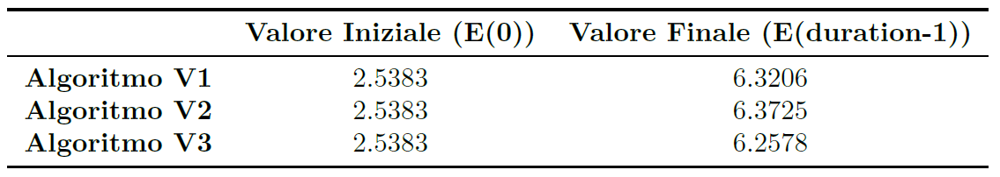 Valore Iniziale (E(0)) Valore Finale (E(duration-1))
Algoritmo V1 2.5383 6.3206
Algoritmo V2 2.5383 6.3725
Algoritmo V3 2.5383 6.2578